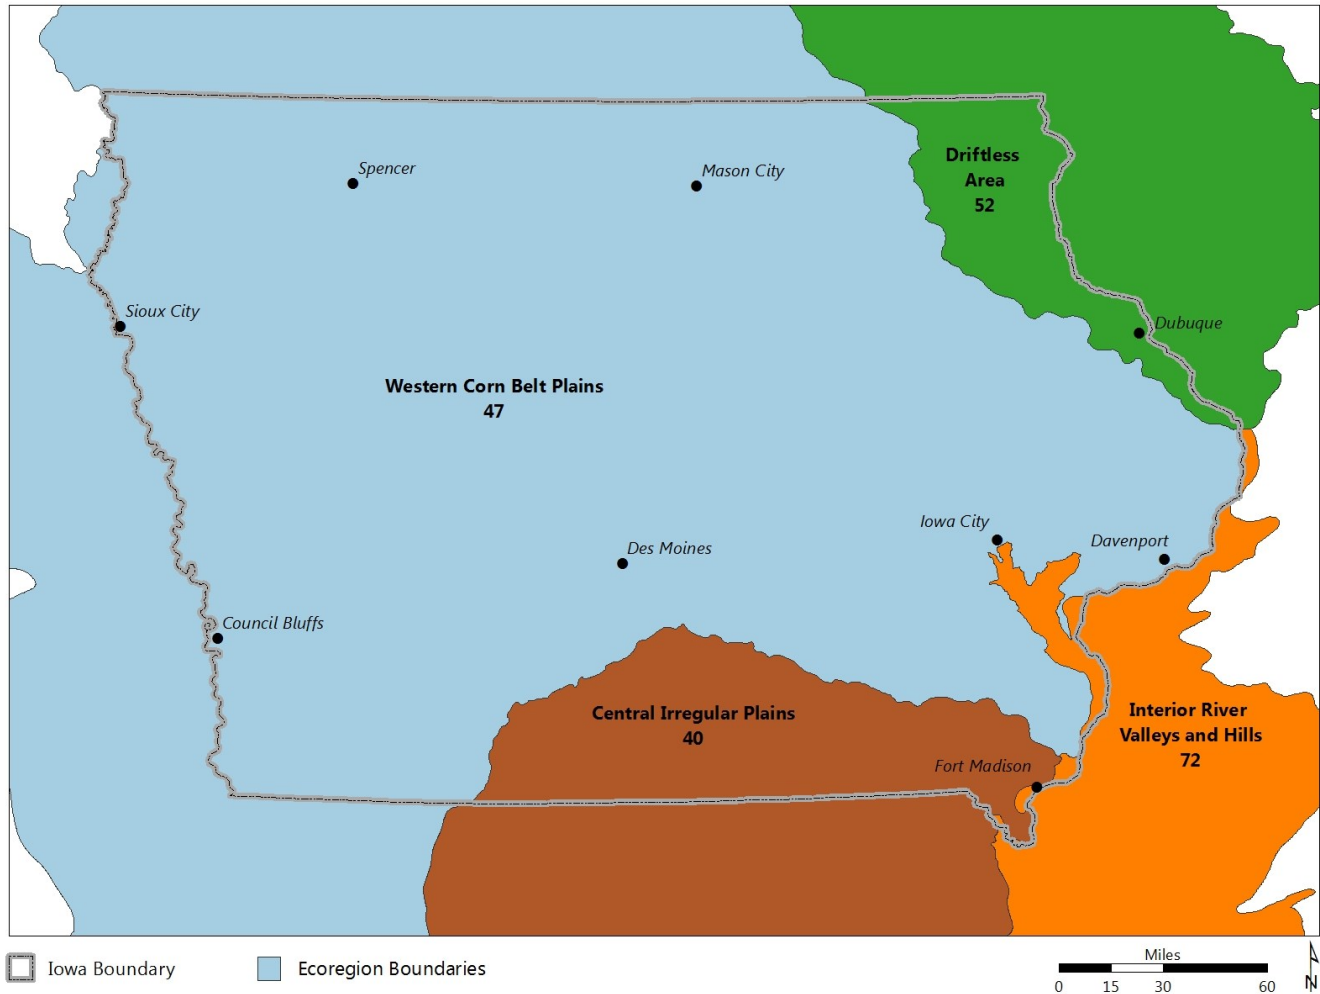 Driftless
Area
52
Spencer
Mason City
Sioux City
Dubuque
Western Corn Belt Plains
47
Iowa City
Davenport
Des Moines
Council Bluffs
Central Irregular Plains
40
Interior River
Valleys and Hills
72
Fort Madison
Iowa Boundary
Ecoregion Boundaries
Miles
0 15 30 60
N